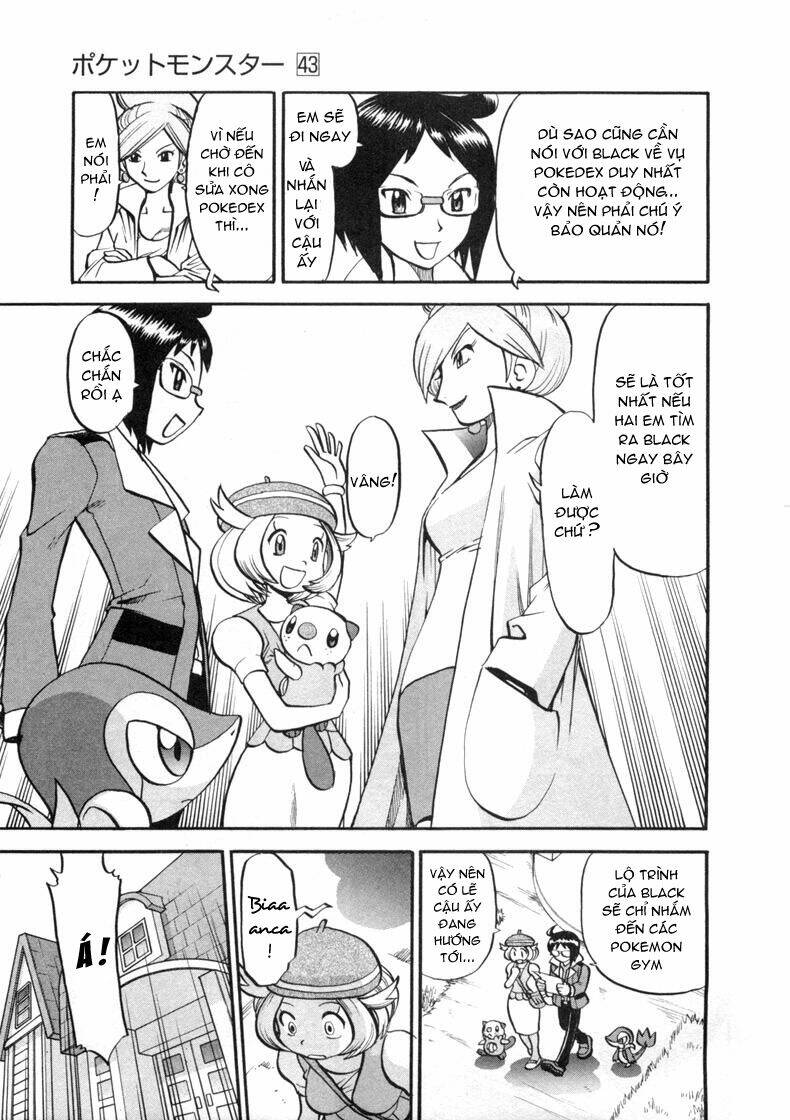 ポケットモンスター 43
DÙ SAO CŨNG CẦN
NÓI VỚI BLACK VỀ VỤ
POKEDEX DUY NHẤT
CÒN HOẠT ĐỘNG...
VẬY NÊN PHẢI CHÚ Ý
BẢO QUẢN NÓ!
EM SẼ
ĐI NGAY
VÀ
NHẮN
LẠI
VỚI
CẬU
ẤY
VÌ NẾU
CHỜ ĐẾN
KHI CÔ
SỬA XONG
POKEDEX
THÌ...
EM
NÓI
PHẢI
!
SẼ LÀ TỐT
NHẤT NẾU
HAI EM TÌM
RA BLACK
NGAY BÂY
GIỜ
LÀM
ĐƯỢC
CHỨ?
VÂNG!
CHẮC
CHẮN
RỒI Ạ
LỘ TRÌNH
CỦA BLACK
SẼ CHỈ NHẮM
ĐẾN CÁC
POKEMON
GYM
VẬY NÊN
CÓ LẼ
CẬU ẤY
ĐANG
HƯỚNG
TỚI...
Biaa
anca
!
Á!